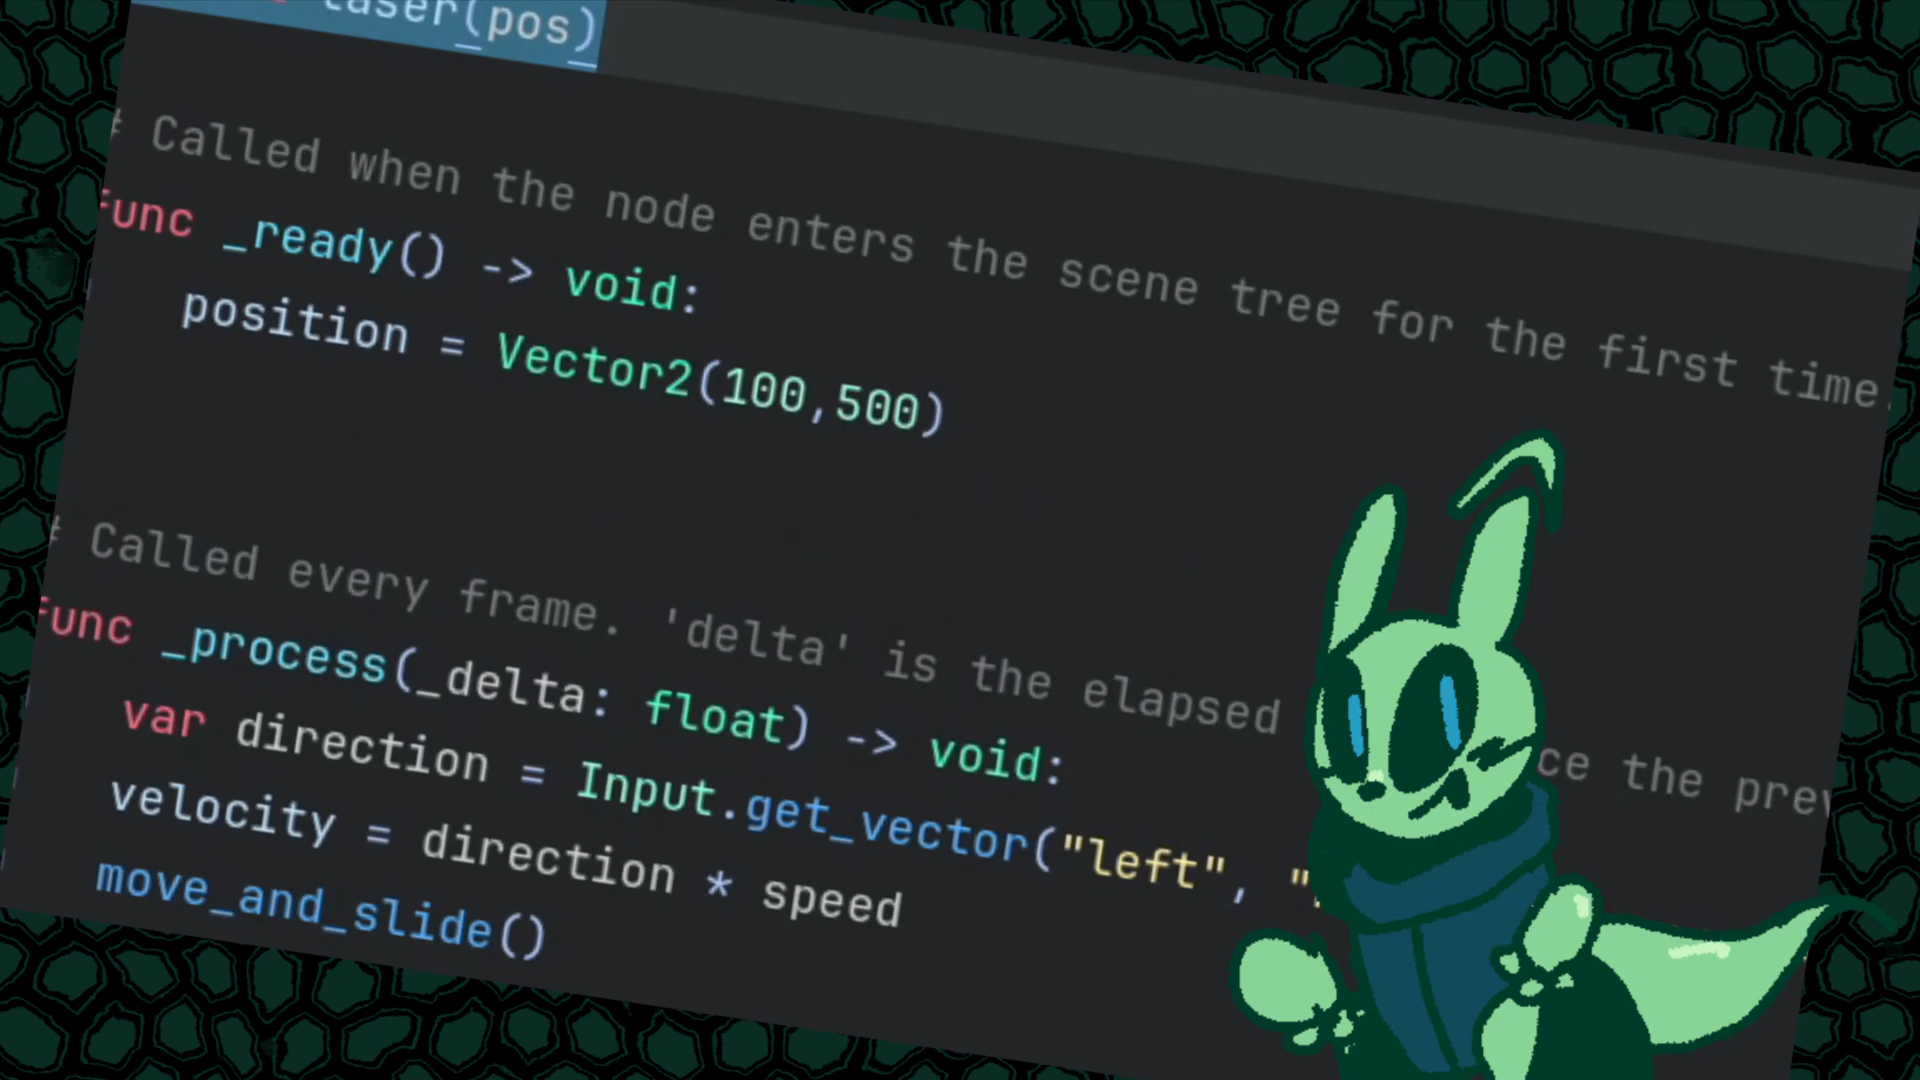 laser(pos)
# Called when the node enters the scene tree for the first time.
func _ready() -> void:
position = Vector2(100,500)
# Called every frame. 'delta' is the elapsed ce the prev
func _process(_delta: float) -> void:
var direction = Input.get_vector("left", "
velocity = direction * speed
move_and_slide()